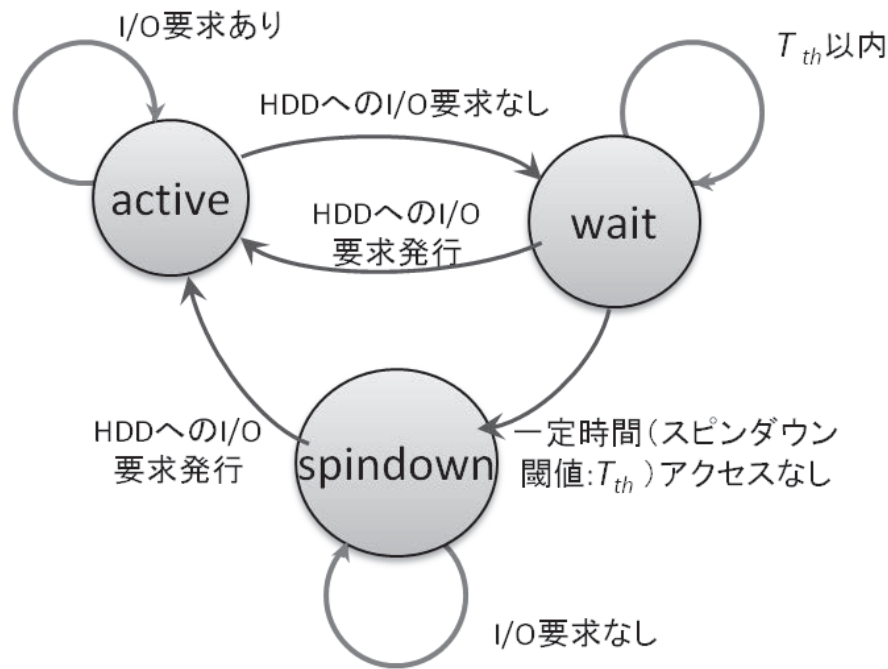 I/O要求あり
T th以内
HDDへのI/O要求なし
active
HDDへのI/O
要求発行
wait
HDDへのI/O
要求発行
spindown
一定時間(スピンダウン
閾値:T th)アクセスなし
I/O要求なし